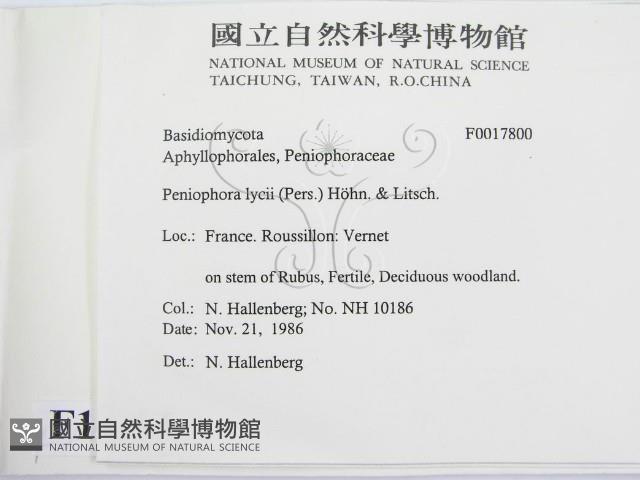 國立自然科學博物館
NATIONAL MUSEUM OF NATURAL SCIENCE
TAICHUNG, TAIWAN, R.O.CHINA
Basidiomycota F0017800
Aphyllophorales, Peniophoraceae
Peniophora lycii (Pers.) Höhn. & Litsch.
Loc.: France. Roussillon: Vernet
on stem of Rubus, Fertile, Deciduous woodland.
Col.: N. Hallenberg; No. NH 10186
Date: Nov. 21, 1986
Det.: N. Hallenberg
F1
國立自然科學博物館
NATIONAL MUSEUM OF NATURAL SCIENCE